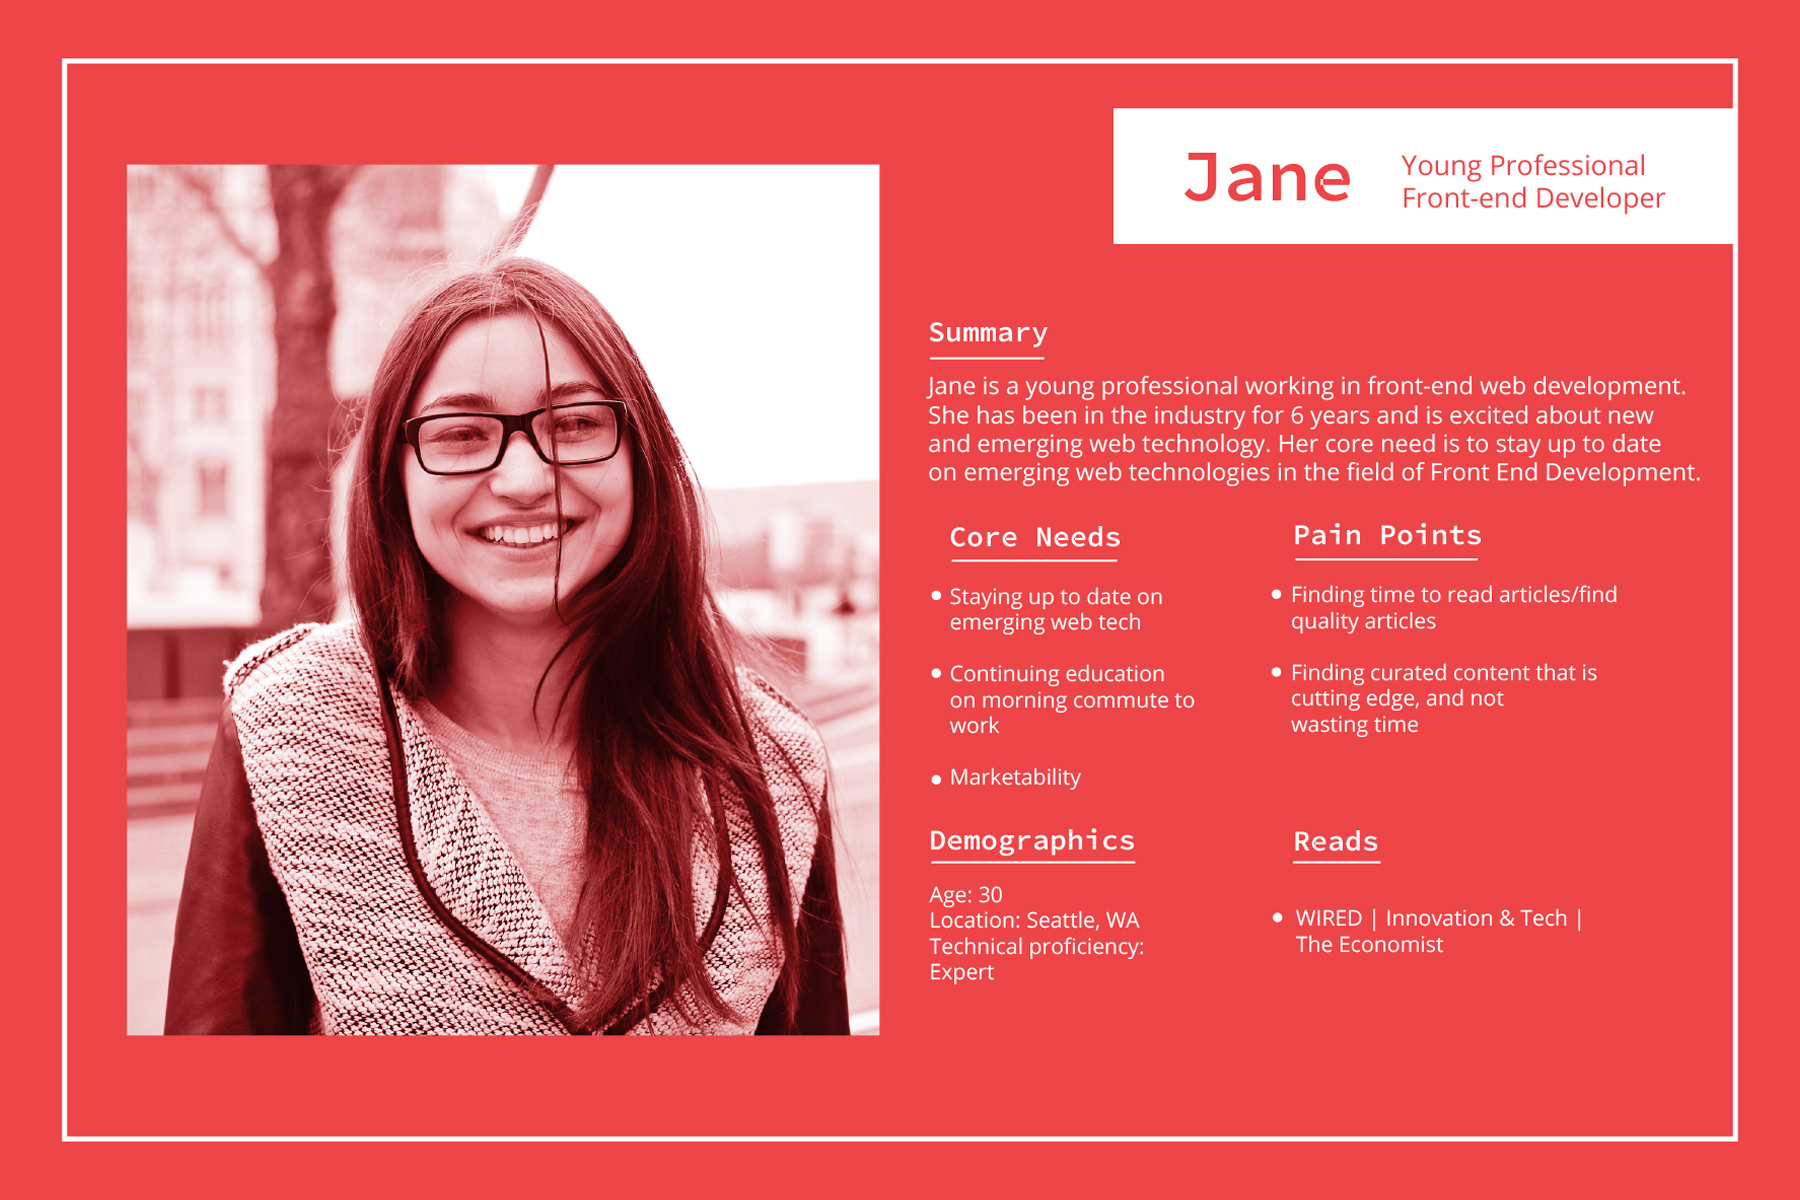 Jane
Young Professional
Front-end Developer
Summary
Jane is a young professional working in front-end web development.
She has been in the industry for 6 years and is excited about new
and emerging web technology. Her core need is to stay up to date
on emerging web technologies in the field of Front End Development.
Core Needs
• Staying up to date on
emerging web tech
• Continuing education
on morning commute to
work
• Marketability
Pain Points
• Finding time to read articles/find
quality articles
• Finding curated content that is
cutting edge, and not
wasting time
Demographics
Age: 30
Location: Seattle, WA
Technical proficiency:
Expert
Reads
• WIRED | Innovation & Tech |
The Economist